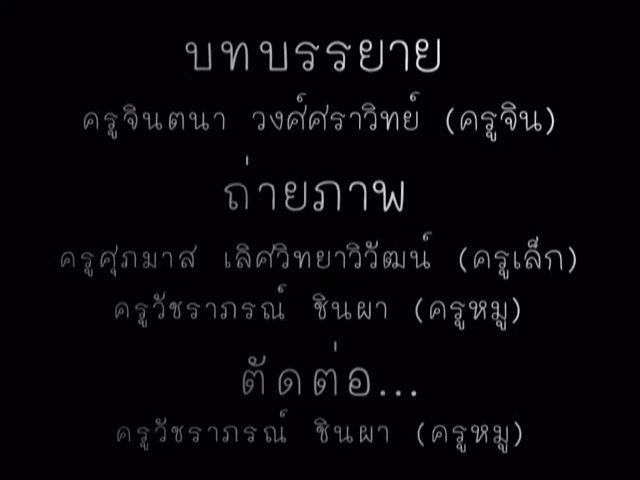 บทบรรยาย
ครูจินตนา วงศ์ศราวิทย์ (ครูจิน)
ถ่ายภาพ
ครูศุภมาส เลิศวิทยาวิวัฒน์ (ครูเล็ก)
ครูวัชราภรณ์ ชินผา (ครูหมู)
ตัดต่อ...
ครูวัชราภรณ์ ชินผา (ครูหมู)